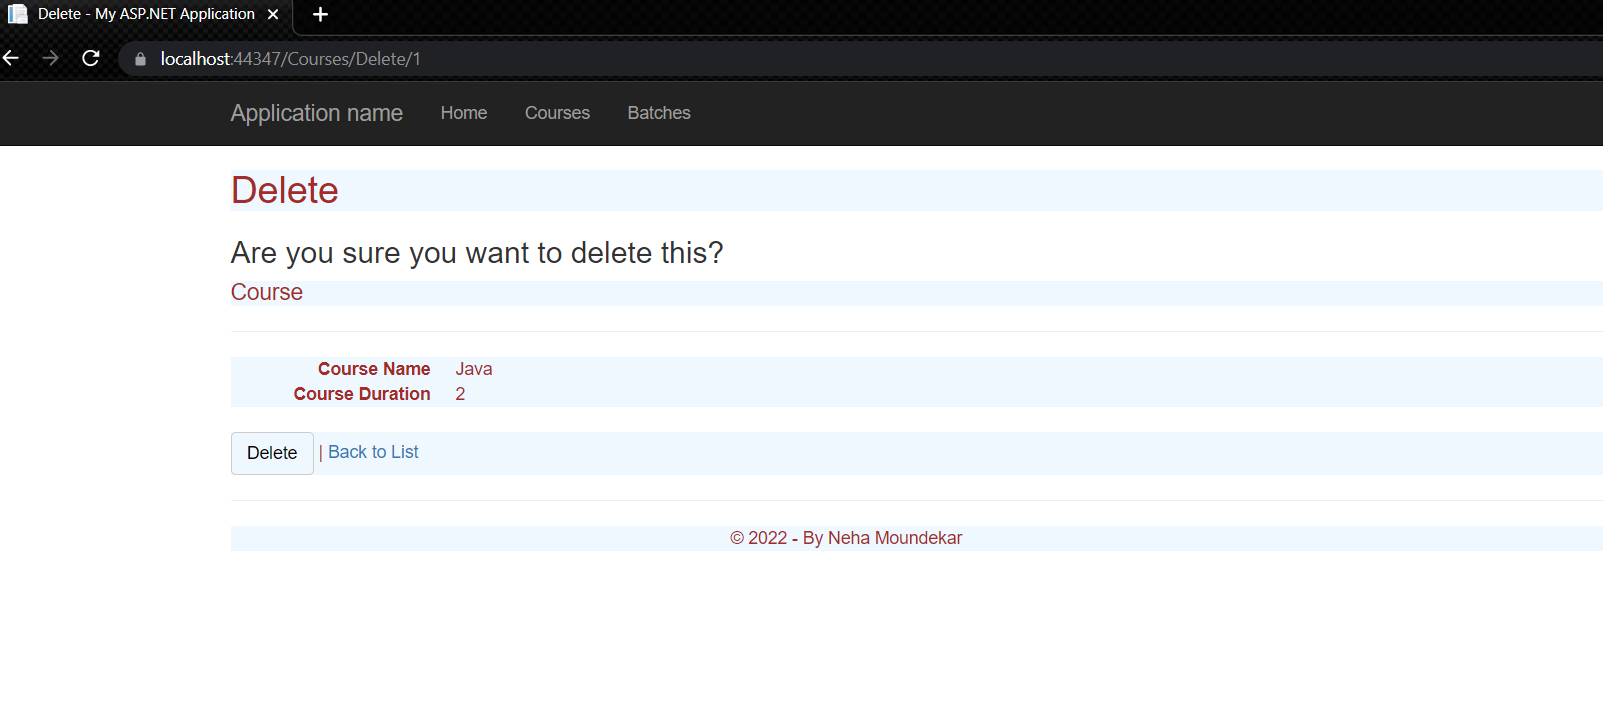 Delete - My ASP.NET Application
localhost:44347/Courses/Delete/1
Application name Home Courses Batches
Delete
Are you sure you want to delete this?
Course
Course Name Java
Course Duration 2
Delete | Back to List
© 2022 - By Neha Moundekar